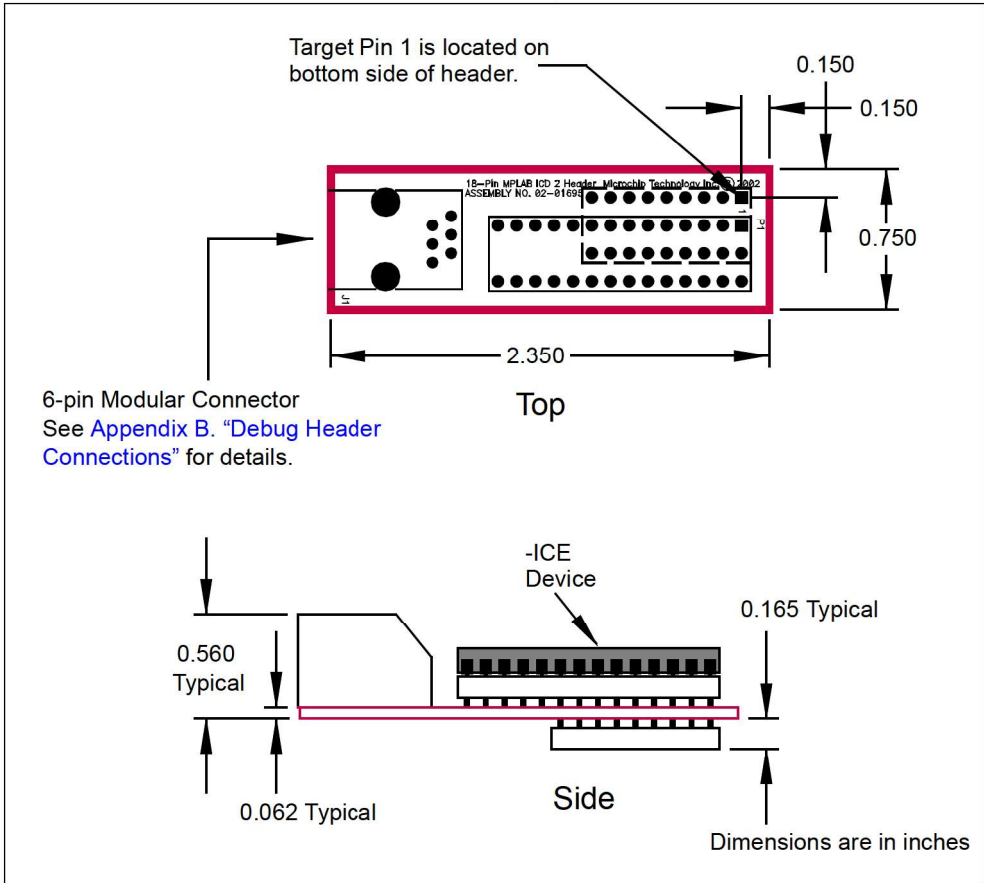 Target Pin 1 is located on
bottom side of header.
0.150
0.150
18-Pin MPLAB ICD 2 Header Microchip Technology Inc. © 2002
ASSEMBLY NO. 02-01695
1
P1
0.750
J1
2.350
6-pin Modular Connector
See Appendix B. “Debug Header
Connections” for details.
Top
-ICE
Device
0.165 Typical
0.560
Typical
0.062 Typical
Side
Dimensions are in inches